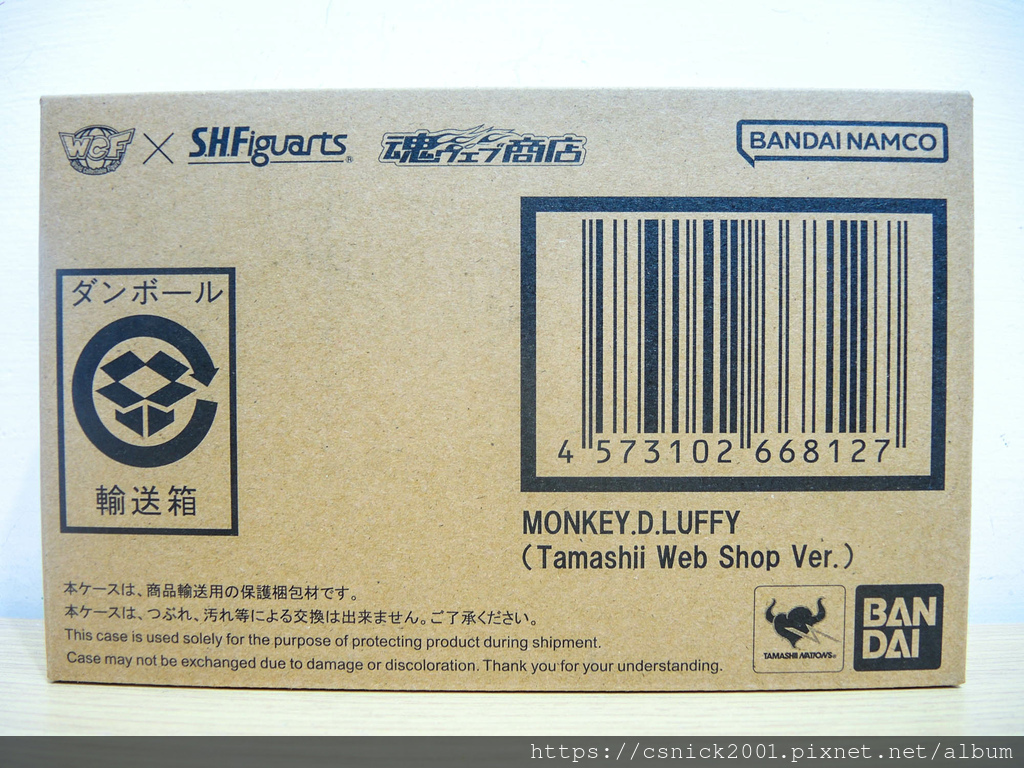 WCF × S.H.Figuarts® 魂ウェブ商店
BANDAI NAMCO
ダンボール
輸送箱
4 573102 668127
MONKEY.D.LUFFY
(Tamashii Web Shop Ver.)
本ケースは、商品輸送用の保護梱包材です。
本ケースは、つぶれ、汚れ等による交換は出来ません。ご了承ください。
This case is used solely for the purpose of protecting product during shipment.
Case may not be exchanged due to damage or discoloration. Thank you for your understanding.
TAMASHII NATIONS®
BAN
DAI
https://csnick2001.pixnet.net/album